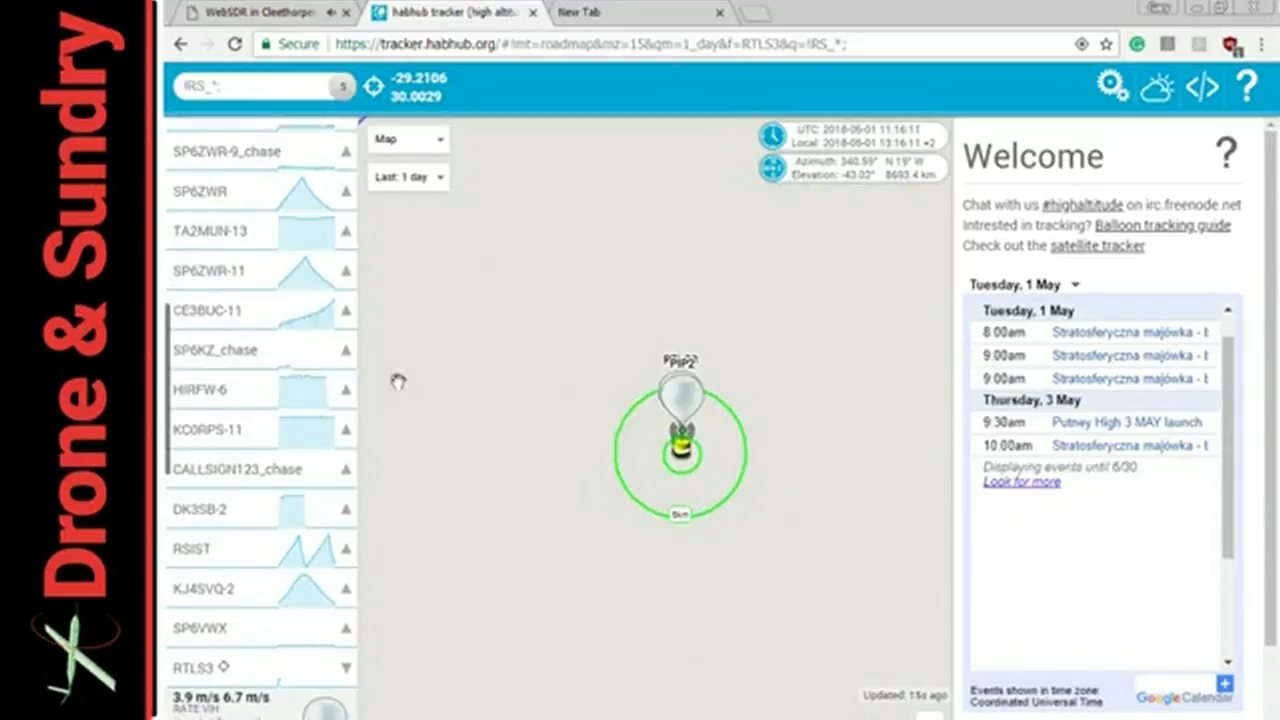 Drone & Sundry
WebSDR in Cleethorpe
habhub tracker (high altit
New Tab
Secure
https://tracker.habhub.org/#!mt=roadmap&mz=15&qm=1_day&f=RTLS3&q=!RS_*;
!RS_*;
s
-29.2106
30.0029
Map
Last: 1 day
UTC: 2018-05-01 11:16:11
Local: 2018-05-01 13:16:11 +2
Azimuth: 340.59° N 19° W
Elevation: -43.02° 8693.4 km
SP6ZWR-9_chase
SP6ZWR
TA2MUN-13
SP6ZWR-11
CE3BUC-11
SP6KZ_chase
HIRFW-6
KC0RPS-11
CALLSIGN123_chase
DK3SB-2
RSIST
KJ4SVQ-2
SP6VWX
RTLS3
3.9 m/s 6.7 m/s
RATE V|H
PIP2
5km
Updated: 15s ago
Welcome
?
Chat with us #highaltitude on irc.freenode.net
Intrested in tracking? Balloon tracking guide
Check out the satellite tracker
Tuesday, 1 May
Tuesday, 1 May
8:00am Stratosferyczna majówka - b
9:00am Stratosferyczna majówka - b
9:00am Stratosferyczna majówka - b
Thursday, 3 May
9:30am Putney High 3 MAY launch
10:00am Stratosferyczna majówka - b
Displaying events until 6/30
Look for more
Events shown in time zone:
Coordinated Universal Time
Google Calendar